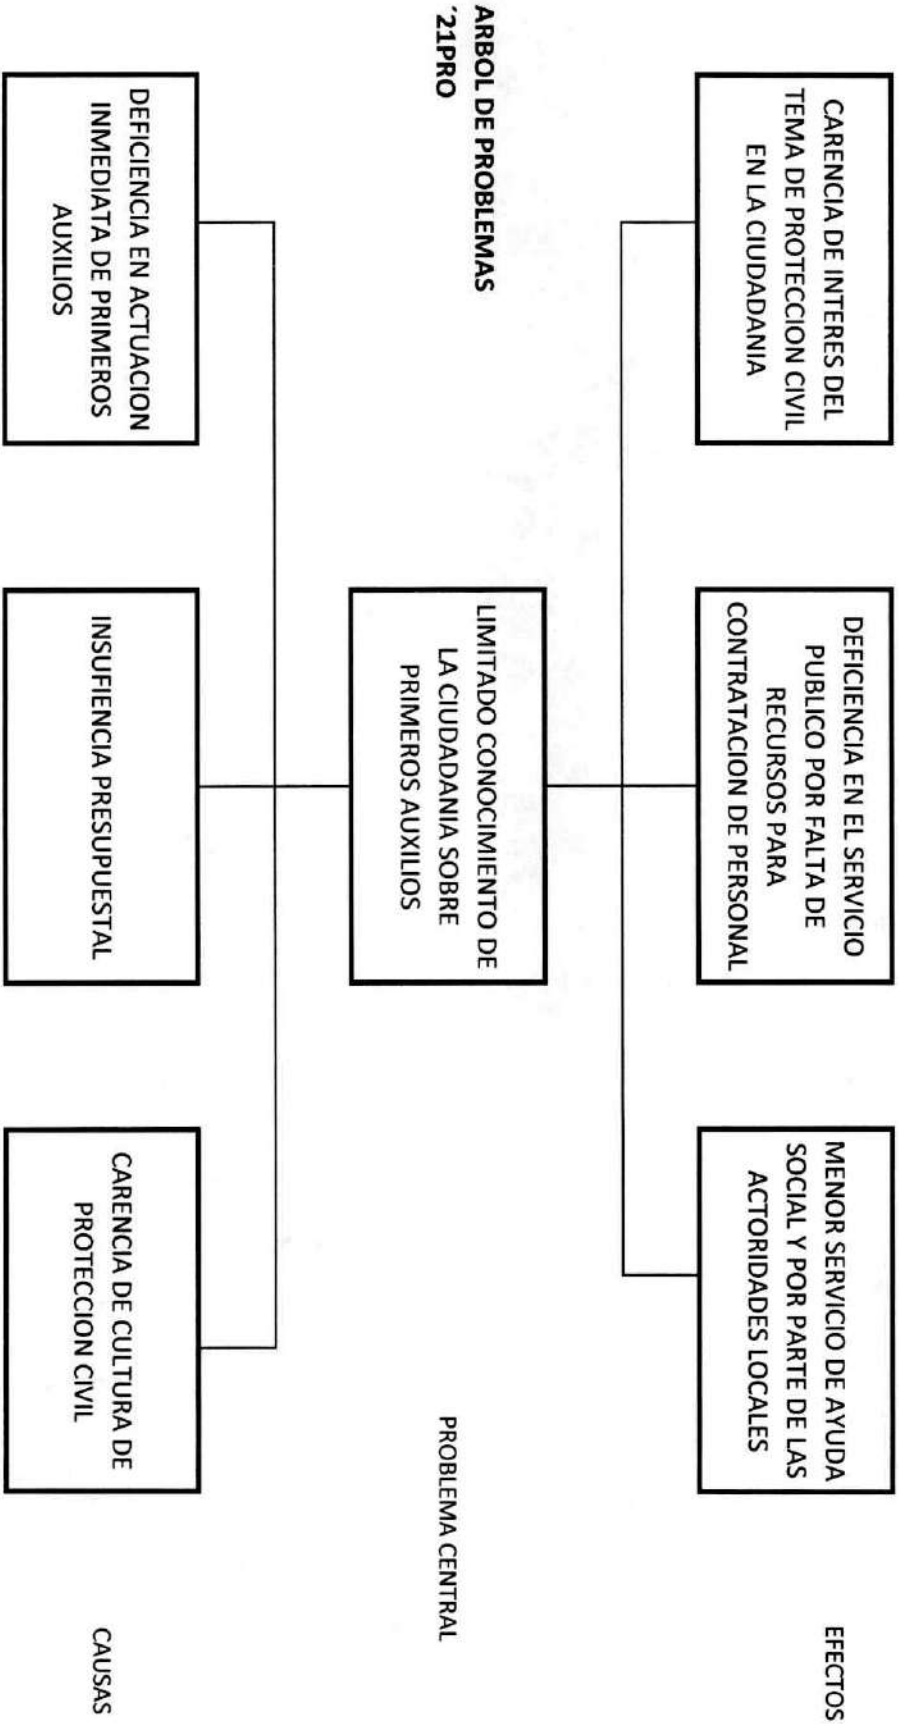 CARENCIA DE INTERES DEL
TEMA DE PROTECCION CIVIL
EN LA CIUDADANIA
DEFICIENCIA EN EL SERVICIO
PUBLICO POR FALTA DE
RECURSOS PARA
CONTRATACION DE PERSONAL
MENOR SERVICIO DE AYUDA
SOCIAL Y POR PARTE DE LAS
ACTORIDADES LOCALES
EFECTOS
ARBOL DE PROBLEMAS
´21PRO
LIMITADO CONOCIMIENTO DE
LA CIUDADANIA SOBRE
PRIMEROS AUXILIOS
PROBLEMA CENTRAL
DEFICIENCIA EN ACTUACION
INMEDIATA DE PRIMEROS
AUXILIOS
INSUFIENCIA PRESUPUESTAL
CARENCIA DE CULTURA DE
PROTECCION CIVIL
CAUSAS